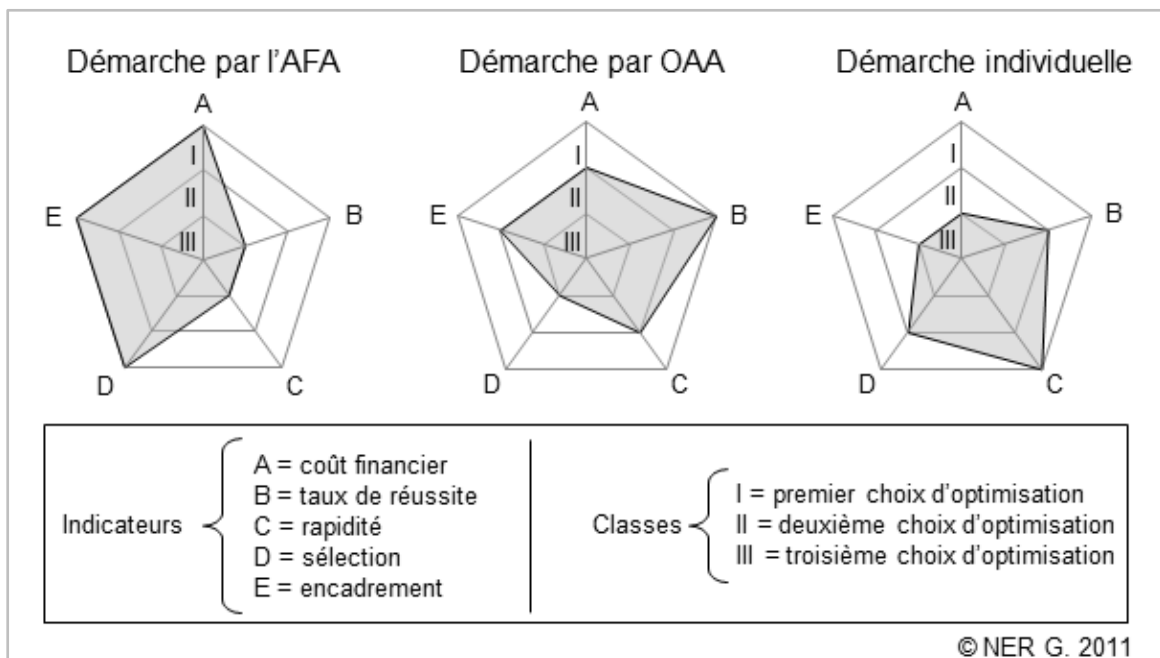 Démarche par l'AFA
Démarche par OAA
Démarche individuelle
A
I
II
III
E
B
D
C
A
I
II
III
E
B
D
C
A
I
II
III
E
B
D
C
Indicateurs
A = coût financier
B = taux de réussite
C = rapidité
D = sélection
E = encadrement
Classes
I = premier choix d'optimisation
II = deuxième choix d'optimisation
III = troisième choix d'optimisation
© NER G. 2011